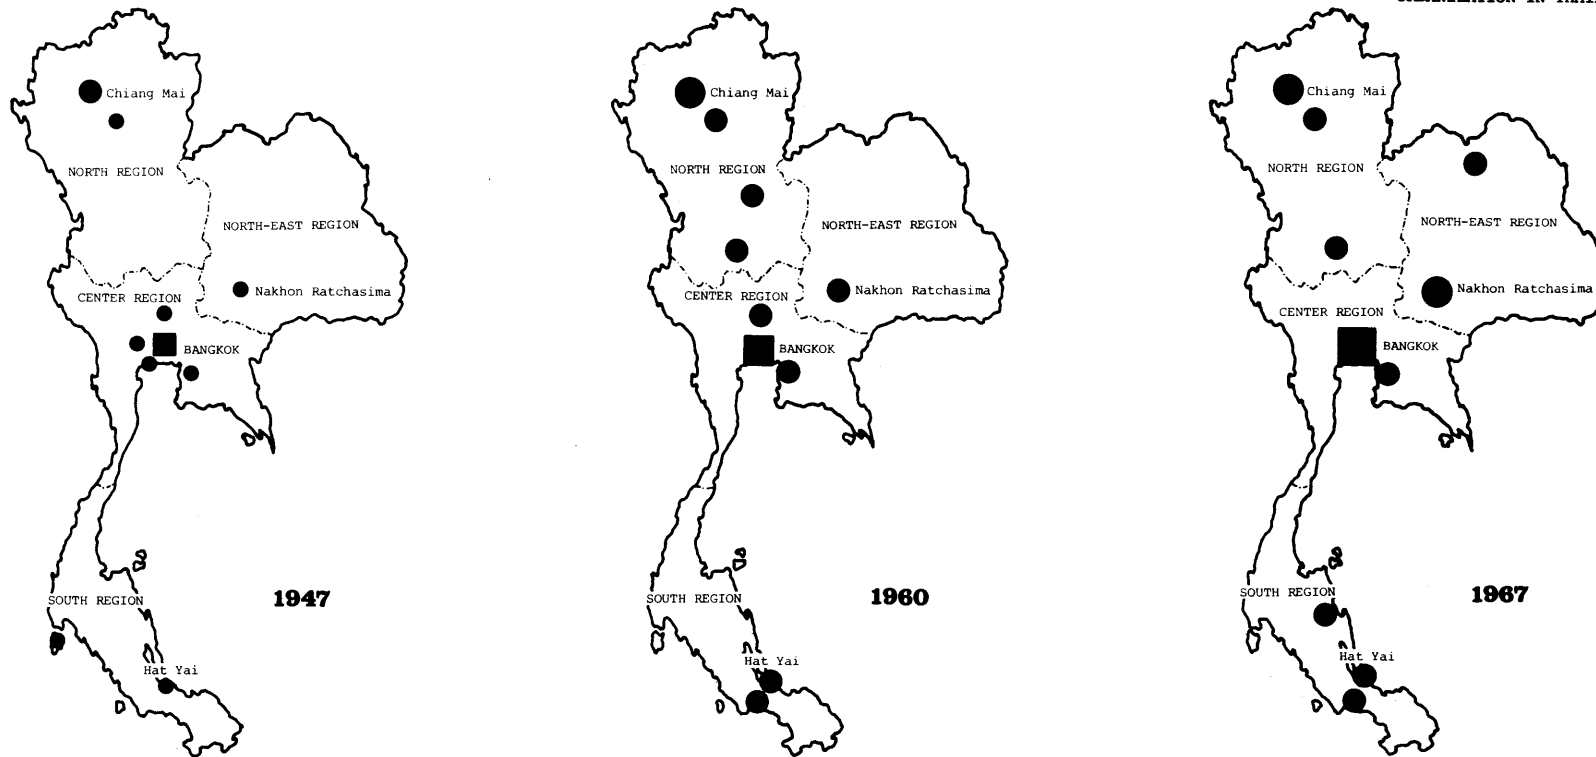 Chiang Mai
NORTH REGION
NORTH-EAST REGION
Nakhon Ratchasima
CENTER REGION
BANGKOK
SOUTH REGION
1947
Hat Yai
Chiang Mai
NORTH REGION
NORTH-EAST REGION
Nakhon Ratchasima
CENTER REGION
BANGKOK
SOUTH REGION
1960
Hat Yai
Chiang Mai
NORTH REGION
NORTH-EAST REGION
Nakhon Ratchasima
CENTER REGION
BANGKOK
SOUTH REGION
1967
Hat Yai